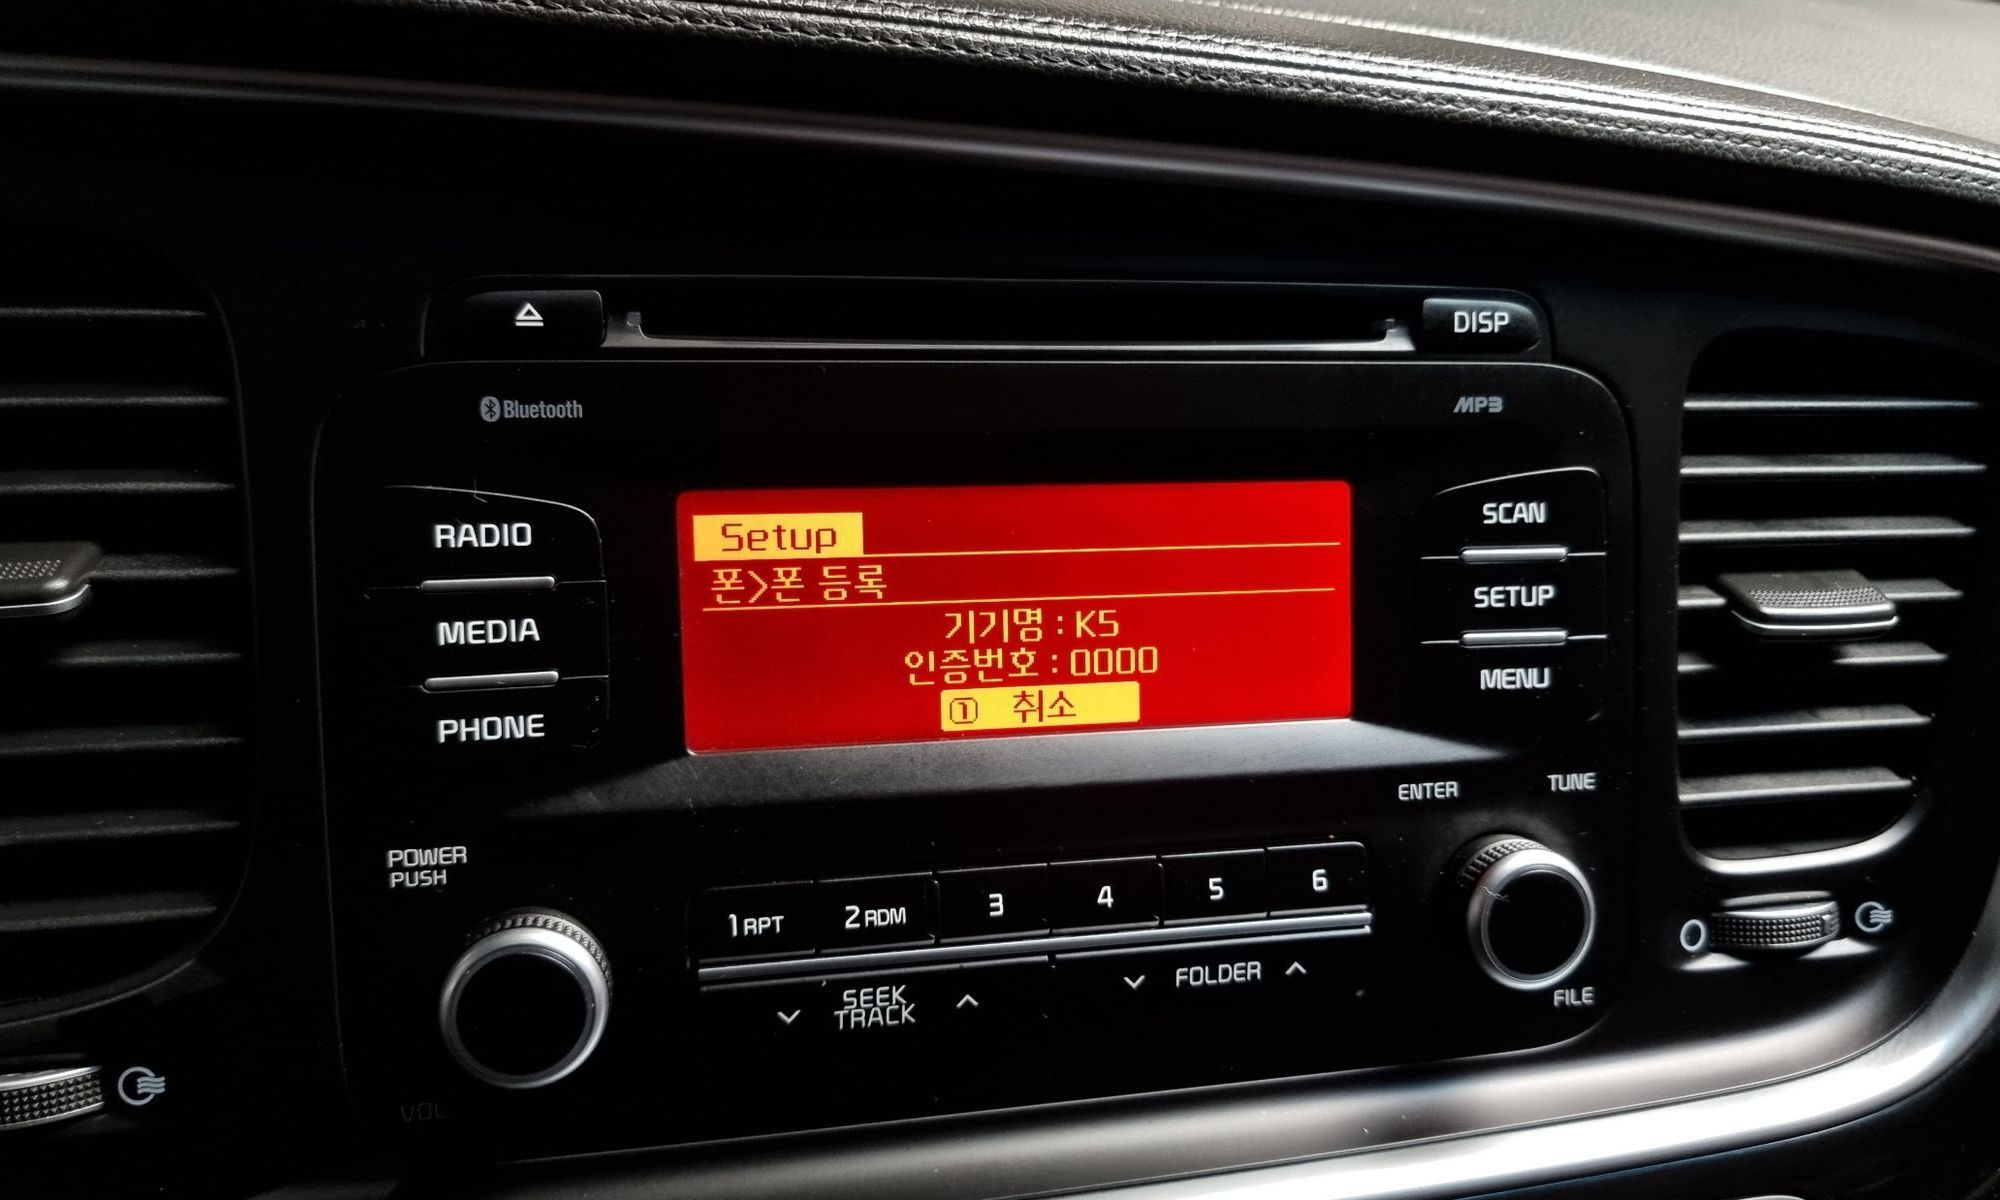 DISP
Bluetooth
MP3
RADIO
MEDIA
PHONE
Setup
폰>폰 등록
기기명 : K5
인증번호 : 0000
① 취소
SCAN
SETUP
MENU
POWER
PUSH
VOL
1 RPT
2 RDM
3
4
5
6
SEEK
TRACK
FOLDER
ENTER
TUNE
FILE